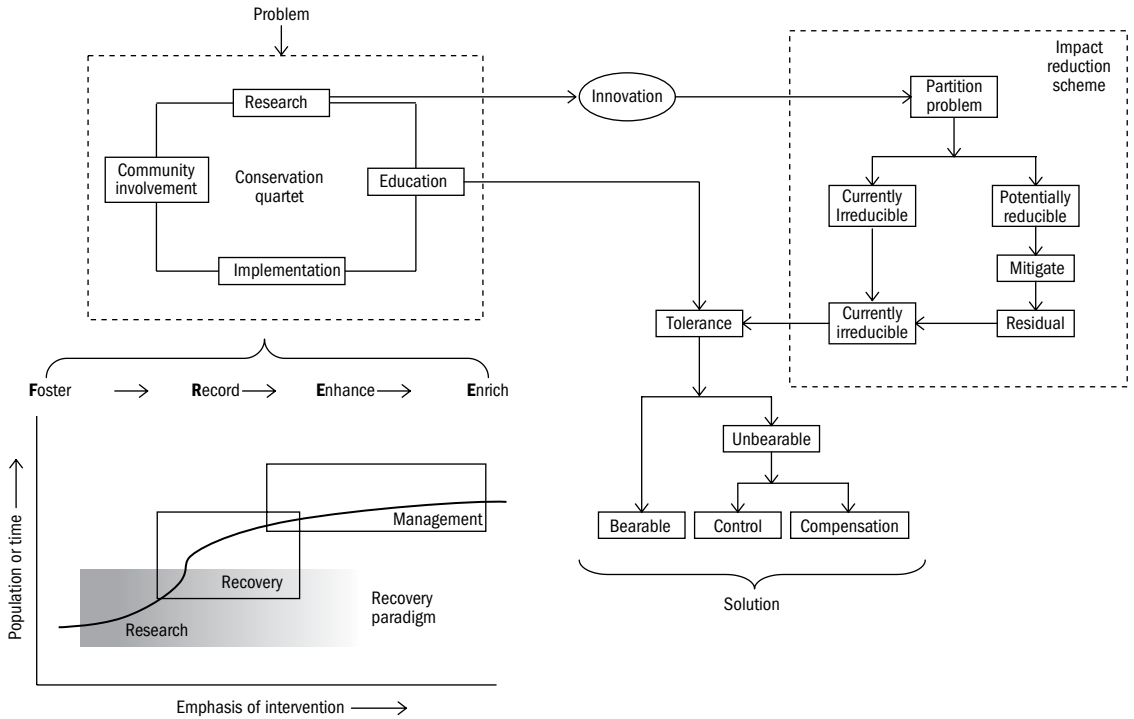 Problem
Research
Community
involvement
Conservation
quartet
Education
Implementation
Innovation
Impact
reduction
scheme
Partition
problem
Currently
Irreducible
Potentially
reducible
Mitigate
Currently
irreducible
Residual
Tolerance
Unbearable
Bearable
Control
Compensation
Solution
Foster
Record
Enhance
Enrich
Population or time
Management
Recovery
Research
Recovery
paradigm
Emphasis of intervention